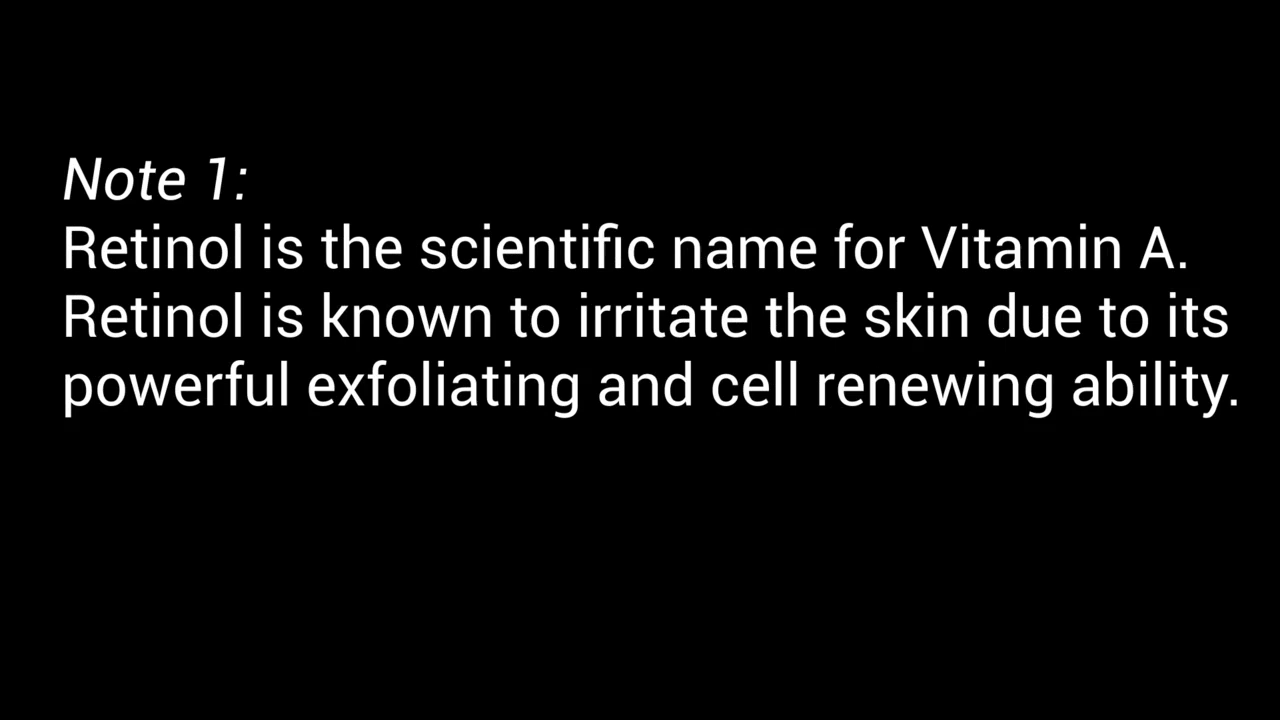 Note 1:
Retinol is the scientific name for Vitamin A.
Retinol is known to irritate the skin due to its
powerful exfoliating and cell renewing ability.